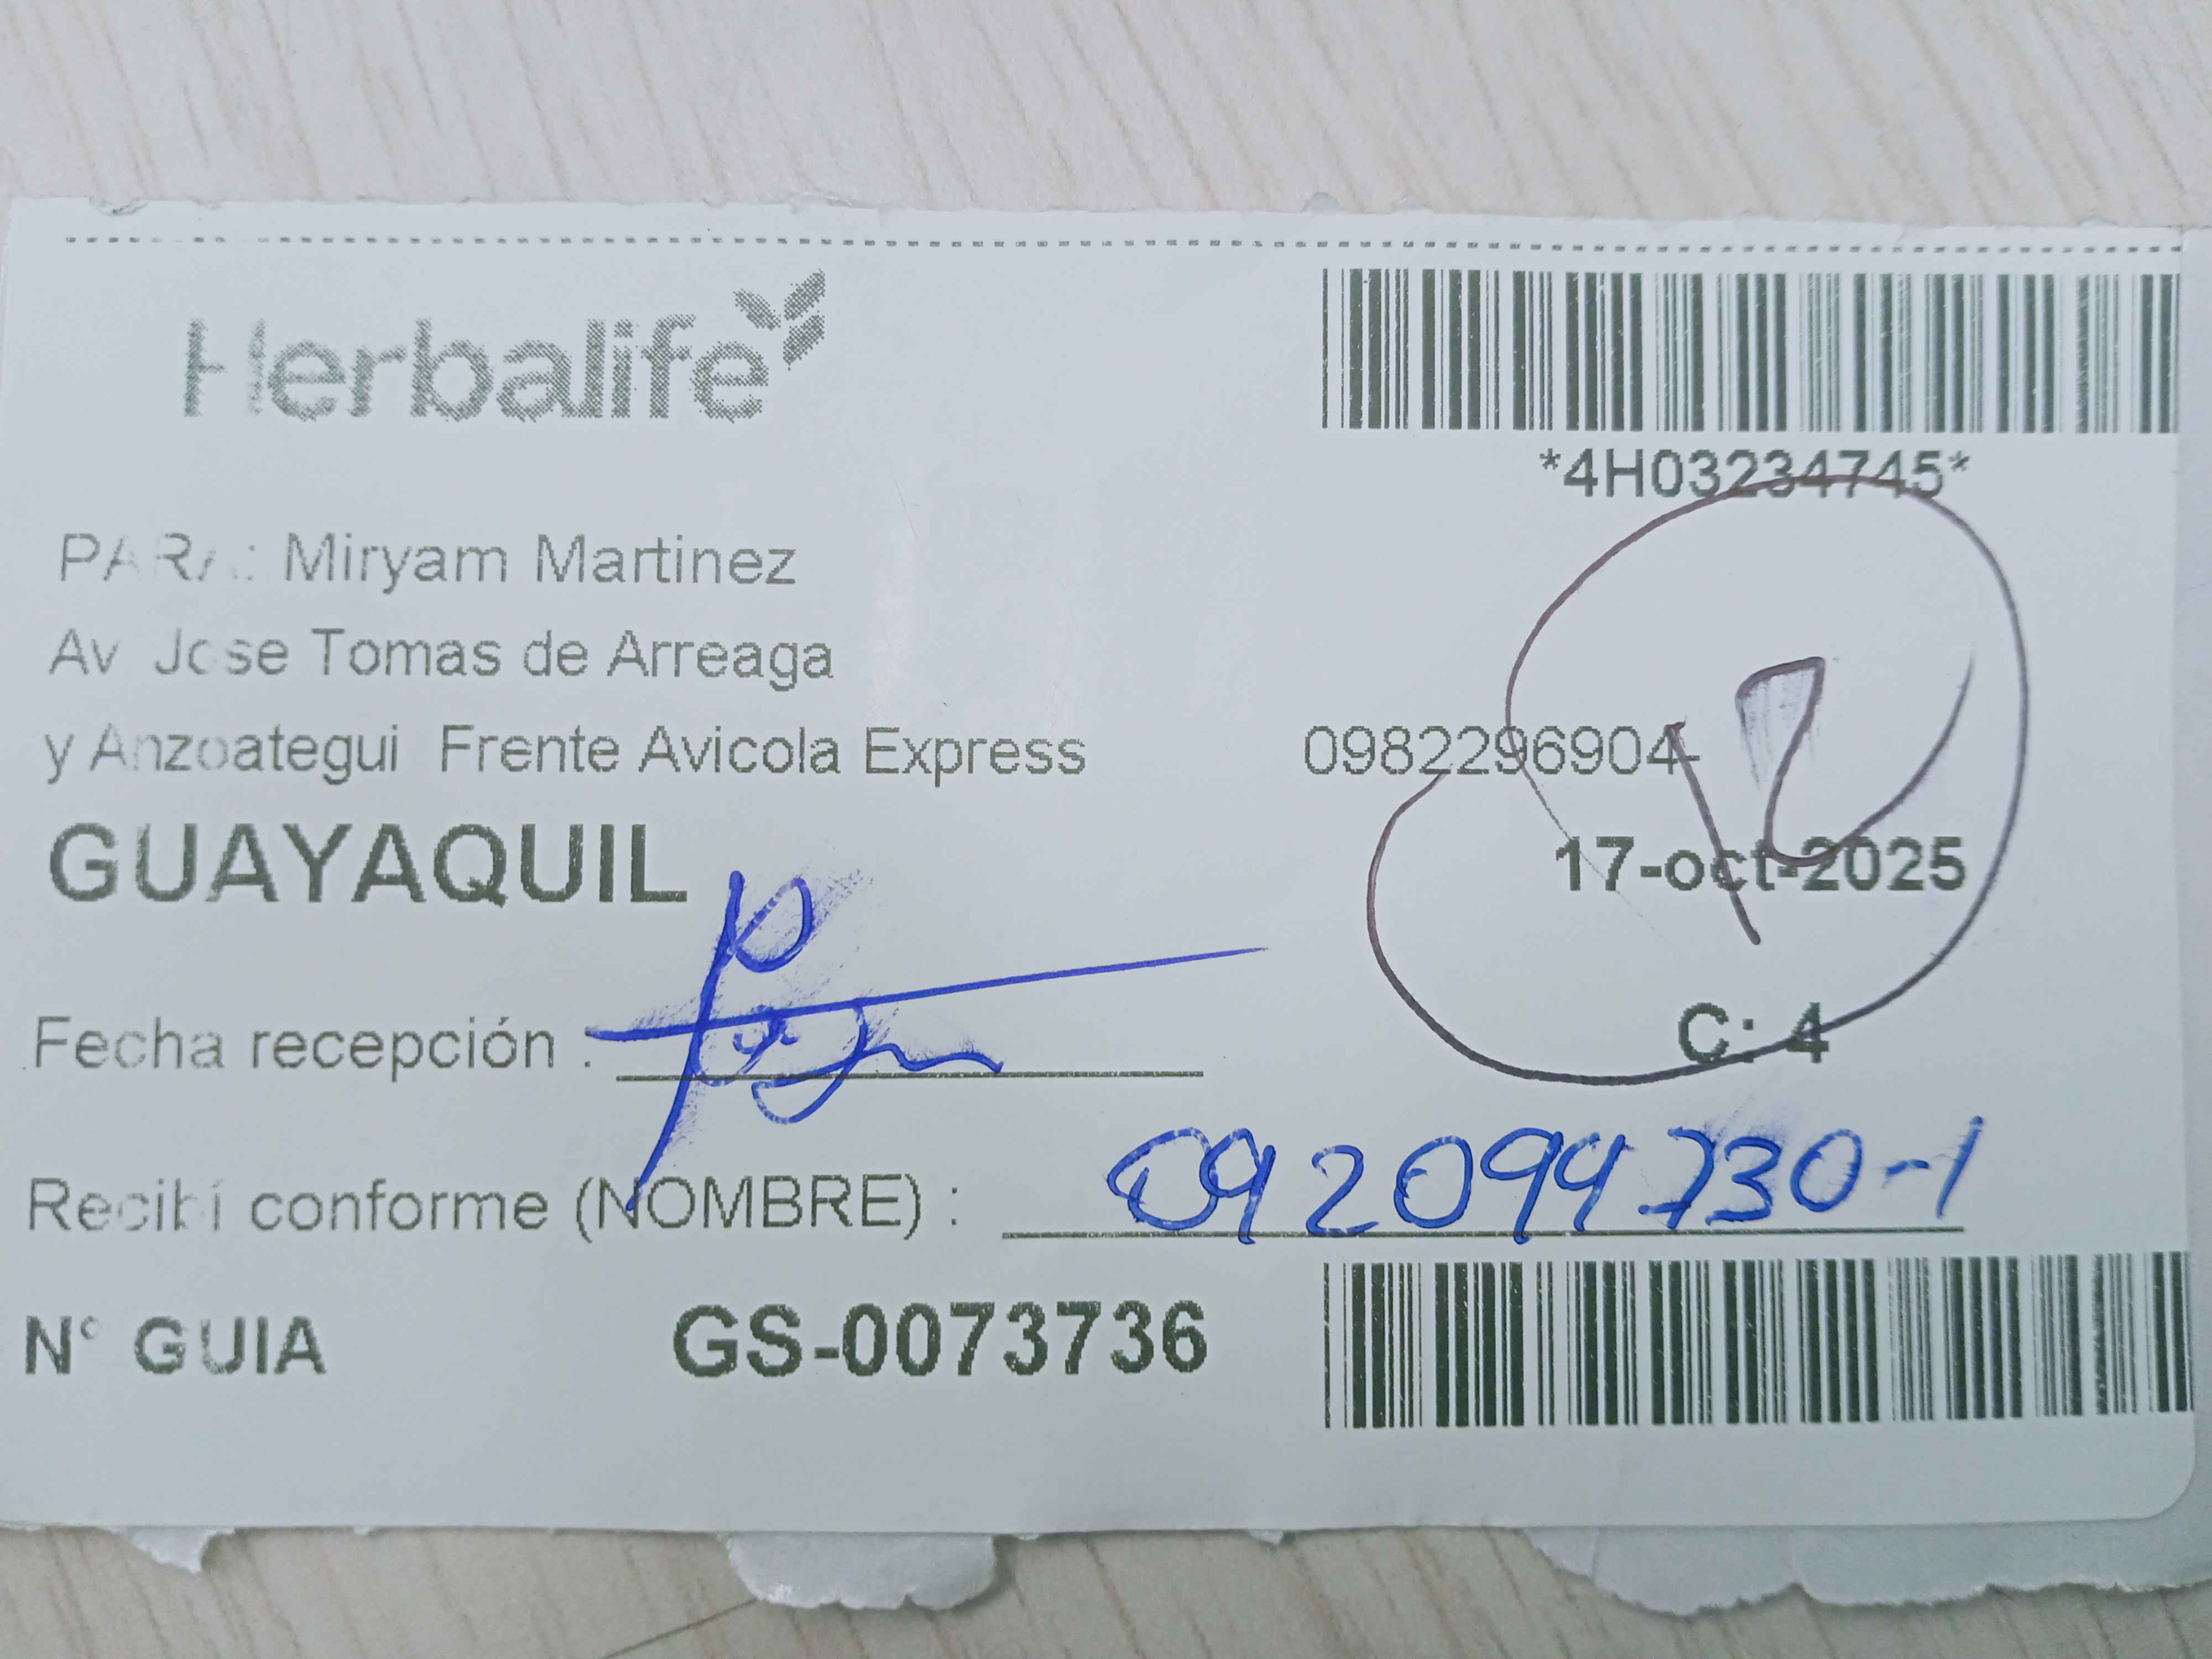 Herbalife
*4H03234745*
PARA: Miryam Martinez
Av Jose Tomas de Arreaga
y Anzoategui Frente Avicola Express 0982296904-
GUAYAQUIL 17-oct-2025
C: 4
Fecha recepción :
Recibí conforme (NOMBRE) : 092099730-1
N° GUIA GS-0073736